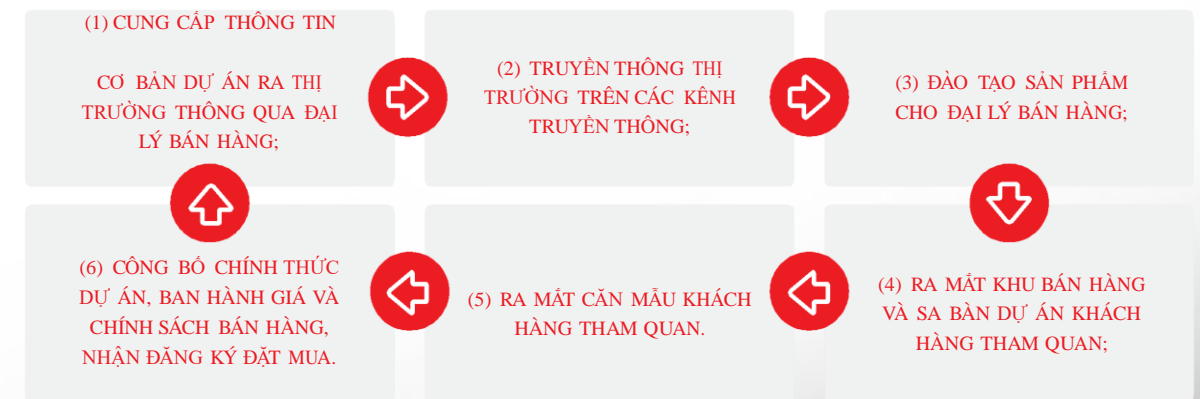 (1) CUNG CẤP THÔNG TIN
CƠ BẢN DỰ ÁN RA THỊ
TRƯỜNG THÔNG QUA ĐẠI
LÝ BÁN HÀNG;
(2) TRUYỀN THÔNG THỊ
TRƯỜNG TRÊN CÁC KÊNH
TRUYỀN THÔNG;
(3) ĐÀO TẠO SẢN PHẨM
CHO ĐẠI LÝ BÁN HÀNG;
(4) RA MẮT KHU BÁN HÀNG
VÀ SA BÀN DỰ ÁN KHÁCH
HÀNG THAM QUAN;
(5) RA MẮT CĂN MẪU KHÁCH
HÀNG THAM QUAN.
(6) CÔNG BỐ CHÍNH THỨC
DỰ ÁN, BAN HÀNH GIÁ VÀ
CHÍNH SÁCH BÁN HÀNG,
NHẬN ĐĂNG KÝ ĐẶT MUA.